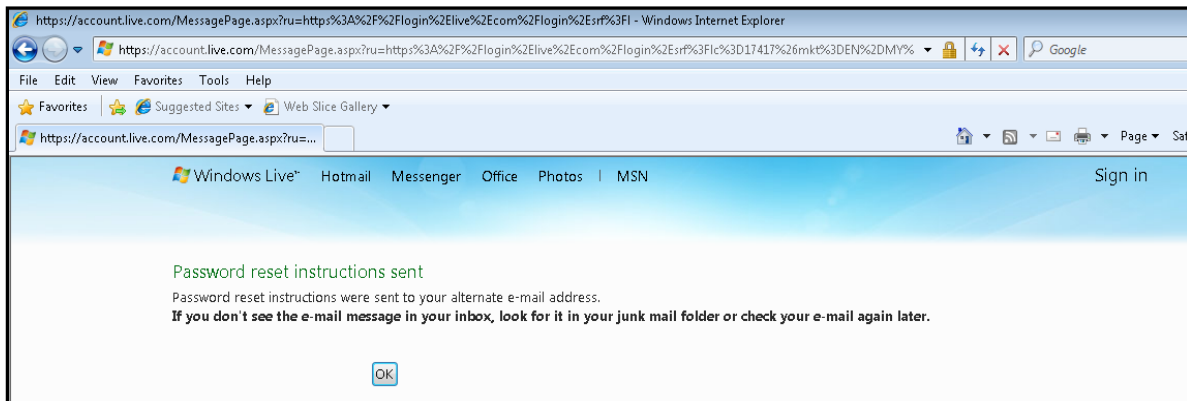 https://account.live.com/MessagePage.aspx?ru=https%3A%2F%2Flogin%2Elive%2Ecom%2Flogin%2Esrf%3Fl - Windows Internet Explorer
https://account.live.com/MessagePage.aspx?ru=https%3A%2F%2Flogin%2Elive%2Ecom%2Flogin%2Esrf%3Flc%3D17417%26mkt%3DEN%2DMY% Google
File Edit View Favorites Tools Help
Favorites Suggested Sites Web Slice Gallery
https://account.live.com/MessagePage.aspx?ru=... Page Saf
Windows Live™ Hotmail Messenger Office Photos | MSN Sign in
Password reset instructions sent
Password reset instructions were sent to your alternate e-mail address.
If you don't see the e-mail message in your inbox, look for it in your junk mail folder or check your e-mail again later.
OK